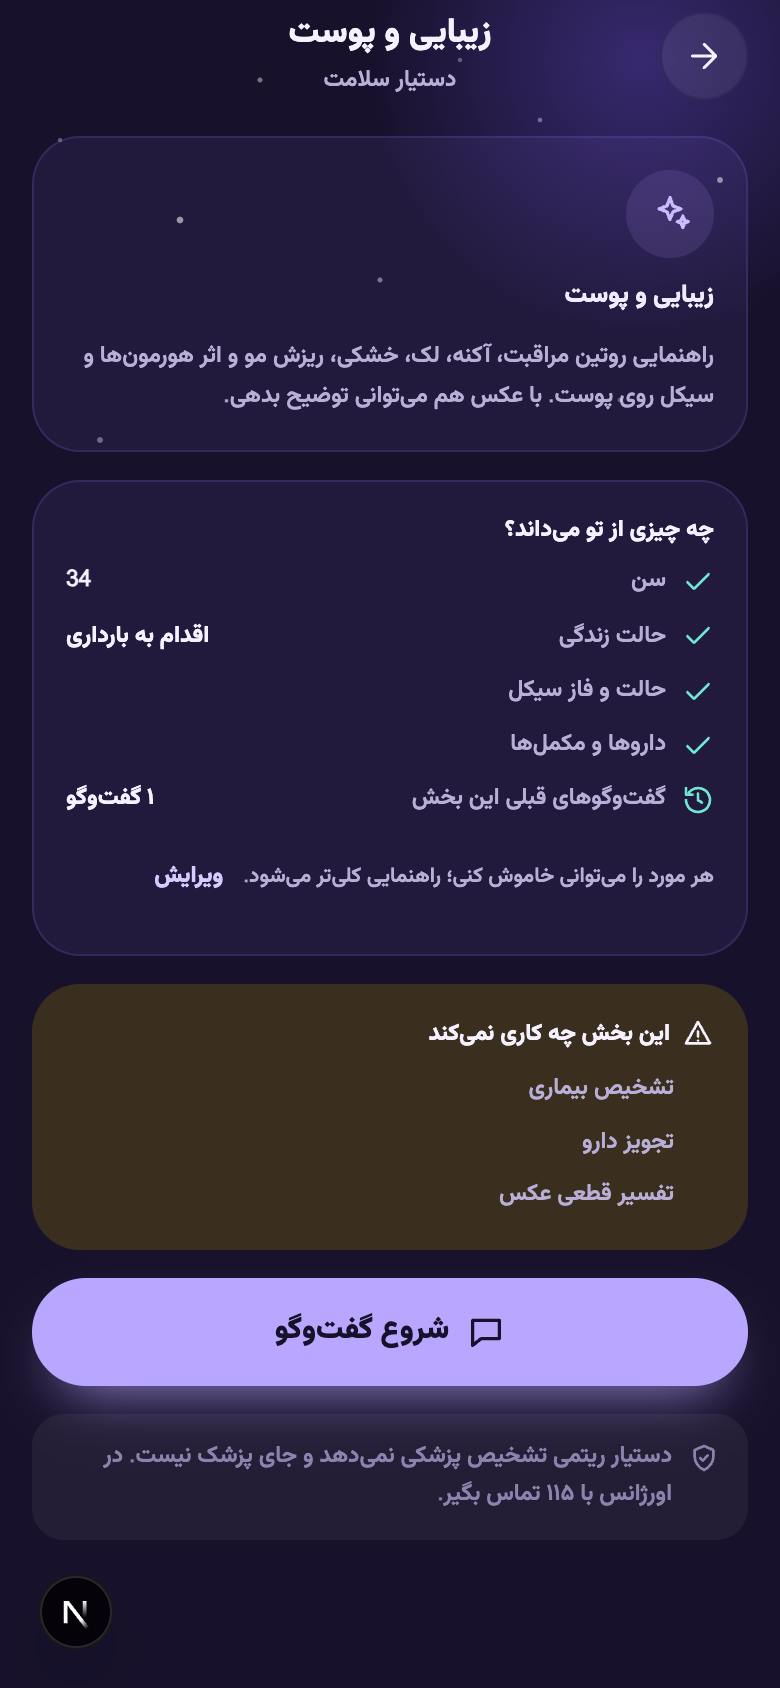 زیبایی و پوست
دستیار سلامت
زیبایی و پوست
راهنمایی روتین مراقبت، آکنه، لک، خشکی، ریزش مو و اثر هورمون‌ها و
سیکل روی پوست. با عکس هم می‌توانی توضیح بدهی.
چه چیزی از تو می‌داند؟
سن 34
حالت زندگی اقدام به بارداری
حالت و فاز سیکل
داروها و مکمل‌ها
گفت‌وگوهای قبلی این بخش ۱ گفت‌وگو
هر مورد را می‌توانی خاموش کنی؛ راهنمایی کلی‌تر می‌شود. ویرایش
این بخش چه کاری نمی‌کند
تشخیص بیماری
تجویز دارو
تفسیر قطعی عکس
شروع گفت‌وگو
دستیار ریتمی تشخیص پزشکی نمی‌دهد و جای پزشک نیست. در
اورژانس با ۱۱۵ تماس بگیر.
N